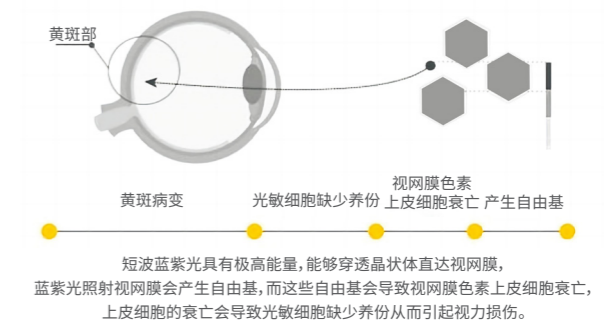 黄斑部
视网膜色素
黄斑病变 光敏细胞缺少养份 上皮细胞衰亡 产生自由基
短波蓝紫光具有极高能量,能够穿透晶状体直达视网膜,
蓝紫光照射视网膜会产生自由基,而这些自由基会导致视网膜色素上皮细胞衰亡,
上皮细胞的衰亡会导致光敏细胞缺少养份从而引起视力损伤。